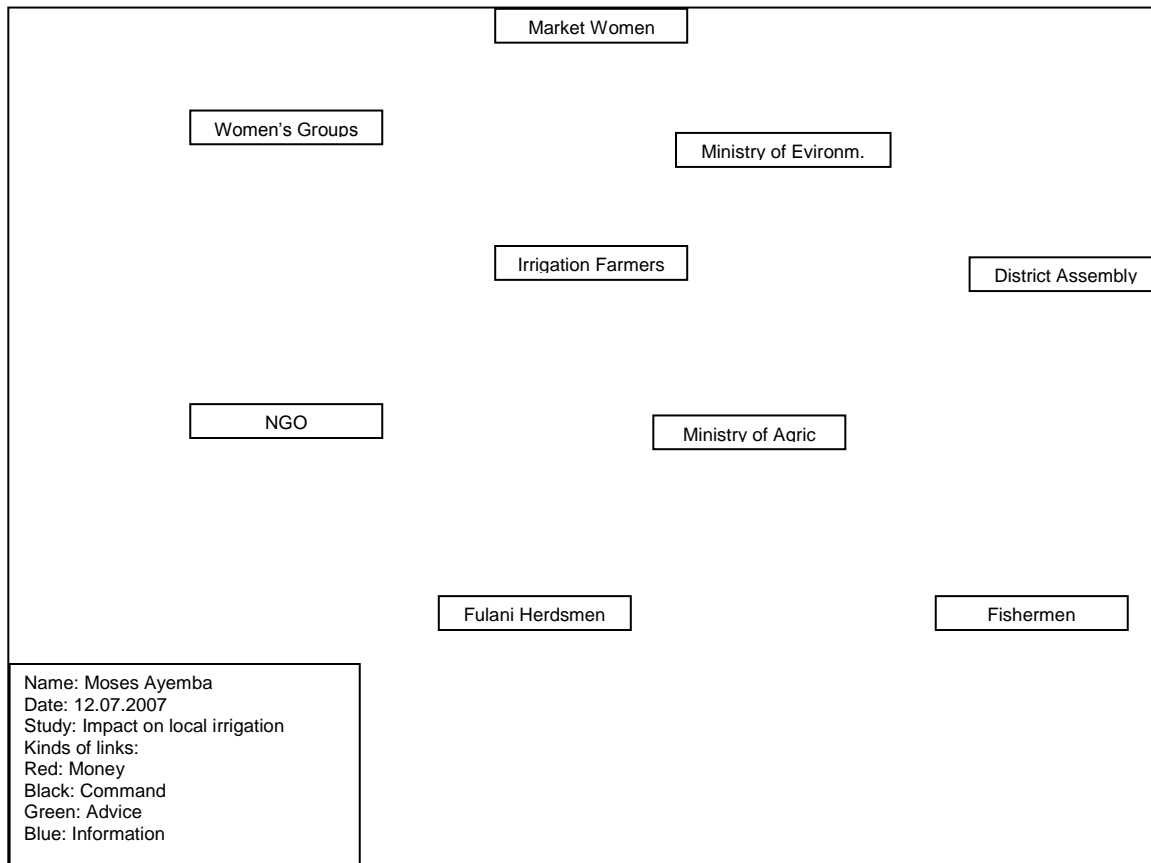 Market Women
Women's Groups
Ministry of Evironm.
Irrigation Farmers
District Assembly
NGO
Ministry of Agric
Fulani Herdsmen
Fishermen
Name: Moses Ayemba
Date: 12.07.2007
Study: Impact on local irrigation
Kinds of links:
Red: Money
Black: Command
Green: Advice
Blue: Information